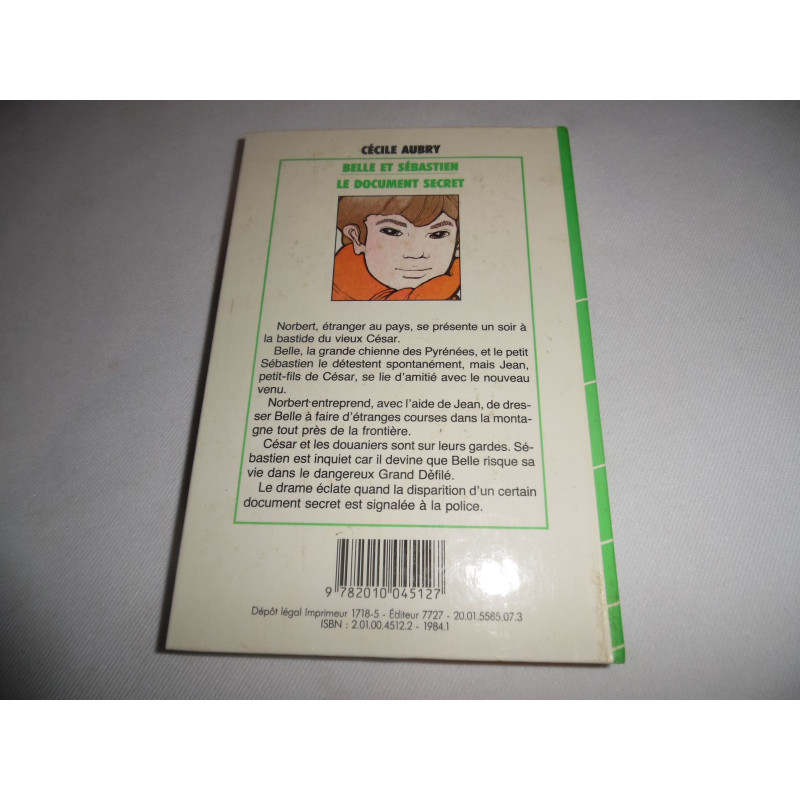 CÉCILE AUBRY
BELLE ET SÉBASTIEN
LE DOCUMENT SECRET
Norbert, étranger au pays, se présente un soir à
la bastide du vieux César.
Belle, la grande chienne des Pyrénées, et le petit
Sébastien le détestent spontanément, mais Jean,
petit-fils de César, se lie d'amitié avec le nouveau
venu.
Norbert entreprend, avec l'aide de Jean, de dres-
ser Belle à faire d'étranges courses dans la monta-
gne tout près de la frontière.
César et les douaniers sont sur leurs gardes. Sé-
bastien est inquiet car il devine que Belle risque sa
vie dans le dangereux Grand Défilé.
Le drame éclate quand la disparition d'un certain
document secret est signalée à la police.
9 782010 045127
Dépôt légal Imprimeur 1718-5 - Éditeur 7727 - 20.01.5585.07.3
ISBN : 2.01.00.4512.2 - 1984.1